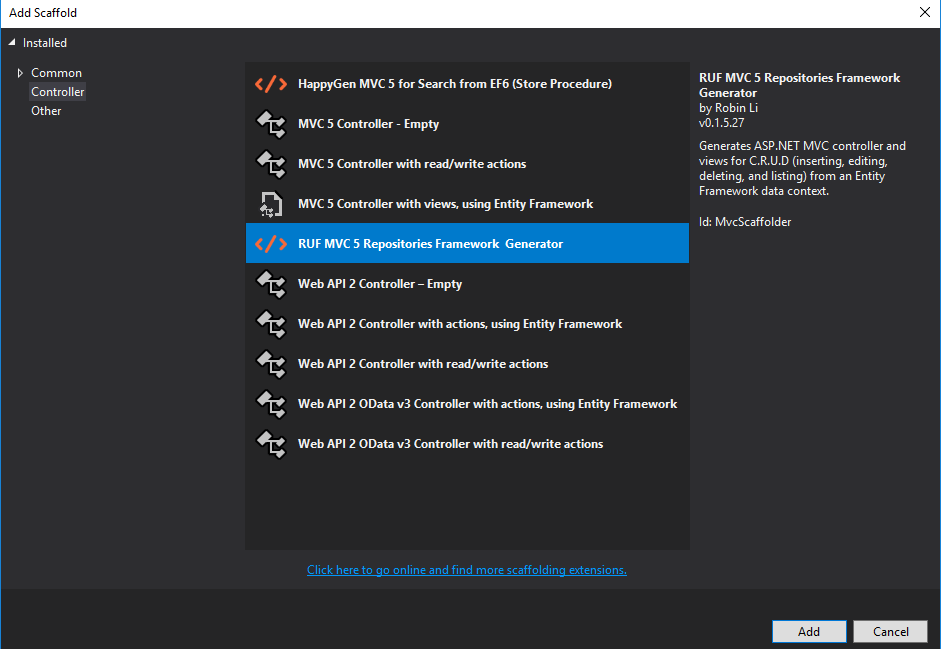 Add Scaffold
Installed
Common
Controller
Other
HappyGen MVC 5 for Search from EF6 (Store Procedure)
MVC 5 Controller - Empty
MVC 5 Controller with read/write actions
MVC 5 Controller with views, using Entity Framework
RUF MVC 5 Repositories Framework  Generator
Web API 2 Controller – Empty
Web API 2 Controller with actions, using Entity Framework
Web API 2 Controller with read/write actions
Web API 2 OData v3 Controller with actions, using Entity Framework
Web API 2 OData v3 Controller with read/write actions
RUF MVC 5 Repositories Framework
Generator
by Robin Li
v0.1.5.27
Generates ASP.NET MVC controller and
views for C.R.U.D (inserting, editing,
deleting, and listing) from an Entity
Framework data context.
Id: MvcScaffolder
Click here to go online and find more scaffolding extensions.
Add
Cancel